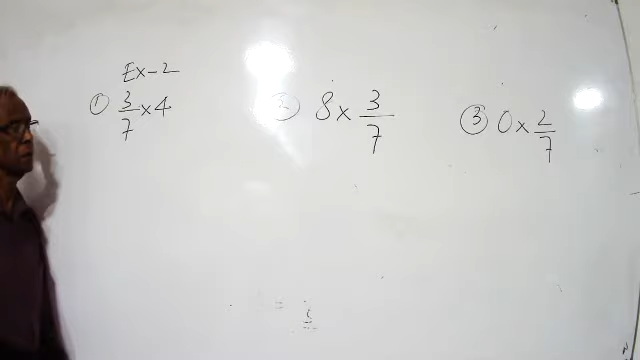 Ex-2
① 3/7 × 4
② 8 × 3/7
③ 0 × 2/7